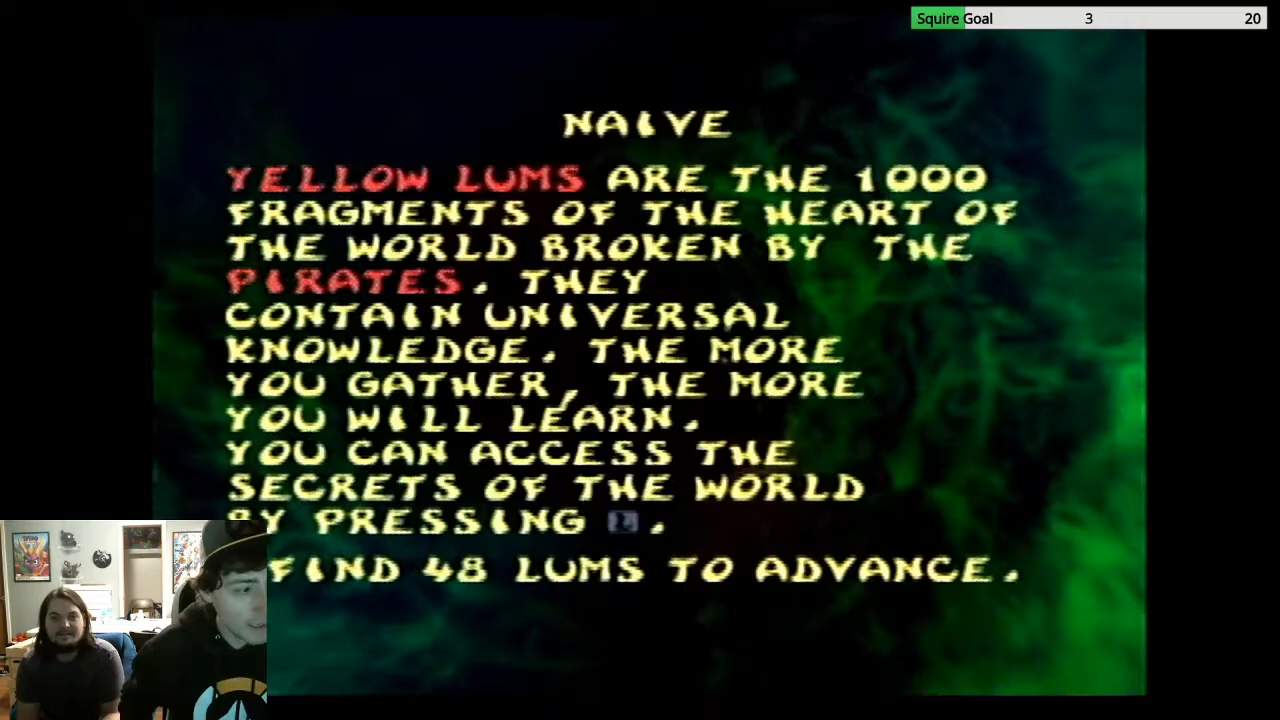 Squire Goal 3 20
NAIVE
YELLOW LUMS ARE THE 1000
FRAGMENTS OF THE HEART OF
THE WORLD BROKEN BY THE
PIRATES. THEY
CONTAIN UNIVERSAL
KNOWLEDGE. THE MORE
YOU GATHER, THE MORE
YOU WILL LEARN.
YOU CAN ACCESS THE
SECRETS OF THE WORLD
BY PRESSING .
FIND 48 LUMS TO ADVANCE.